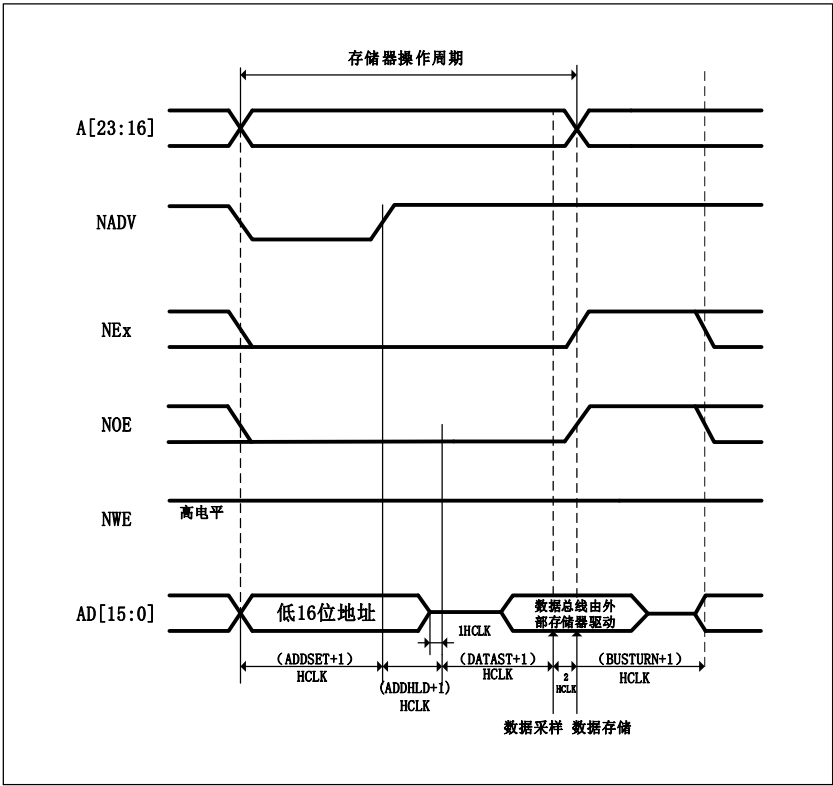 存储器操作周期
A[23:16]
NADV
NEx
NOE
NWE
高电平
AD[15:0]
低16位地址
数据总线由外
部存储器驱动
1HCLK
(ADDSET+1)
HCLK
(ADDHLD+1)
HCLK
(DATAST+1)
HCLK
2
HCLK
(BUSTURN+1)
HCLK
数据采样 数据存储